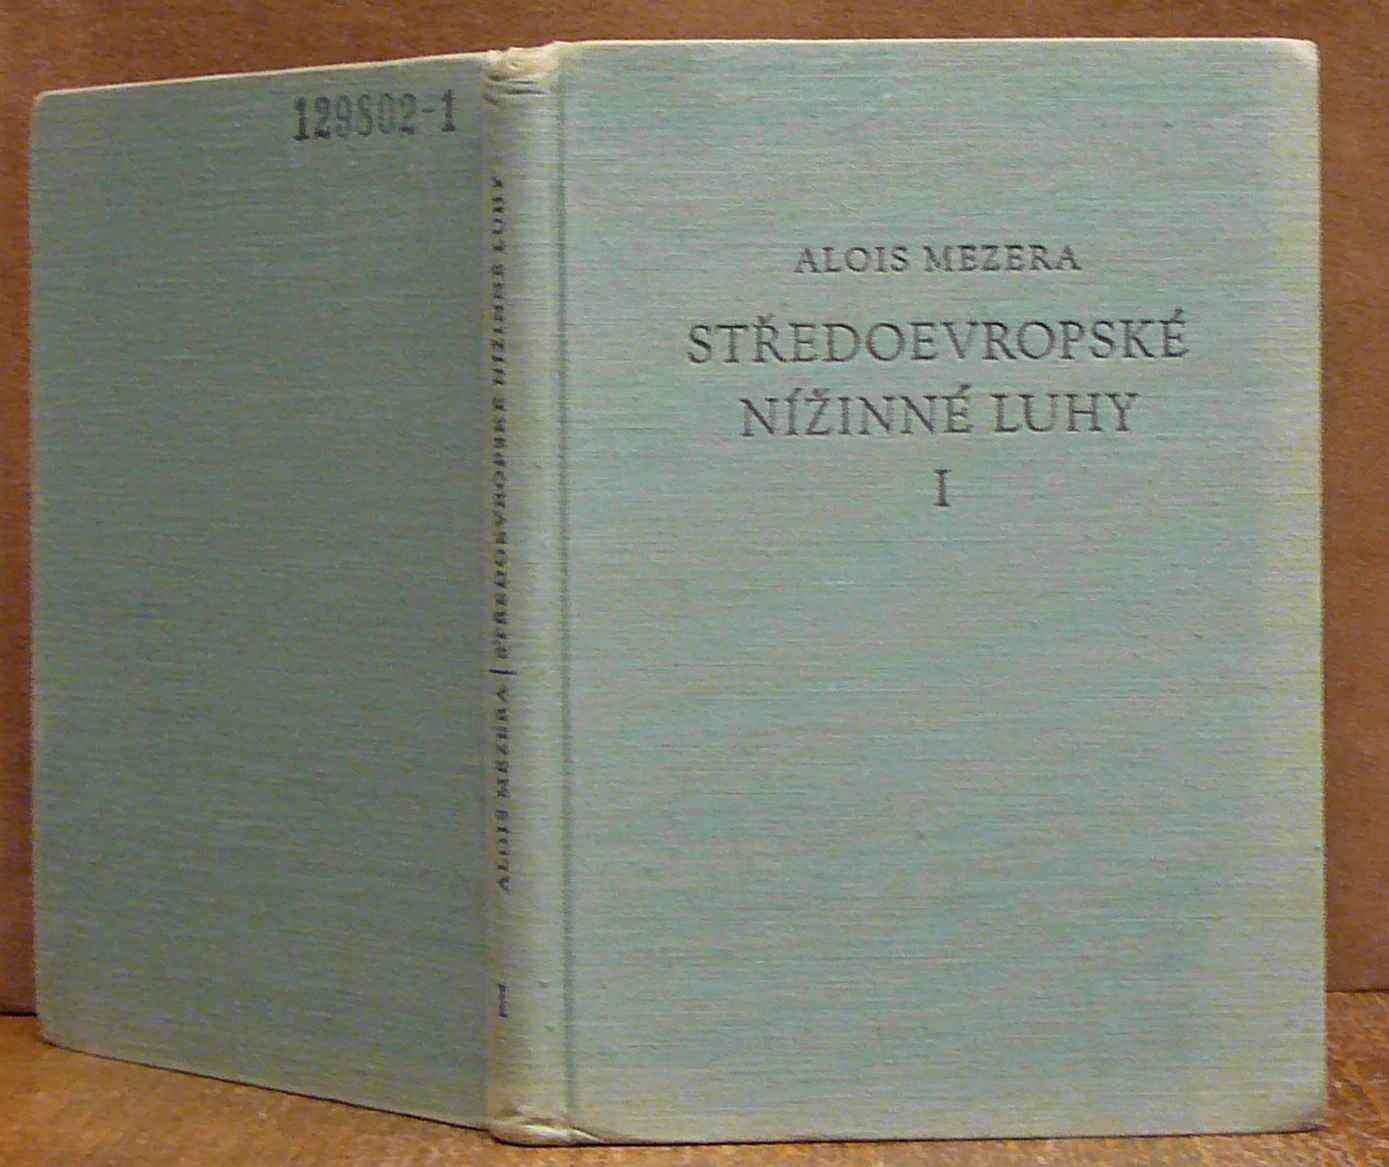 129802-1
ALOIS MEZERA | STŘEDOEVROPSKÉ NÍŽINNÉ LUHY
I
ALOIS MEZERA
STŘEDOEVROPSKÉ
NÍŽINNÉ LUHY
I